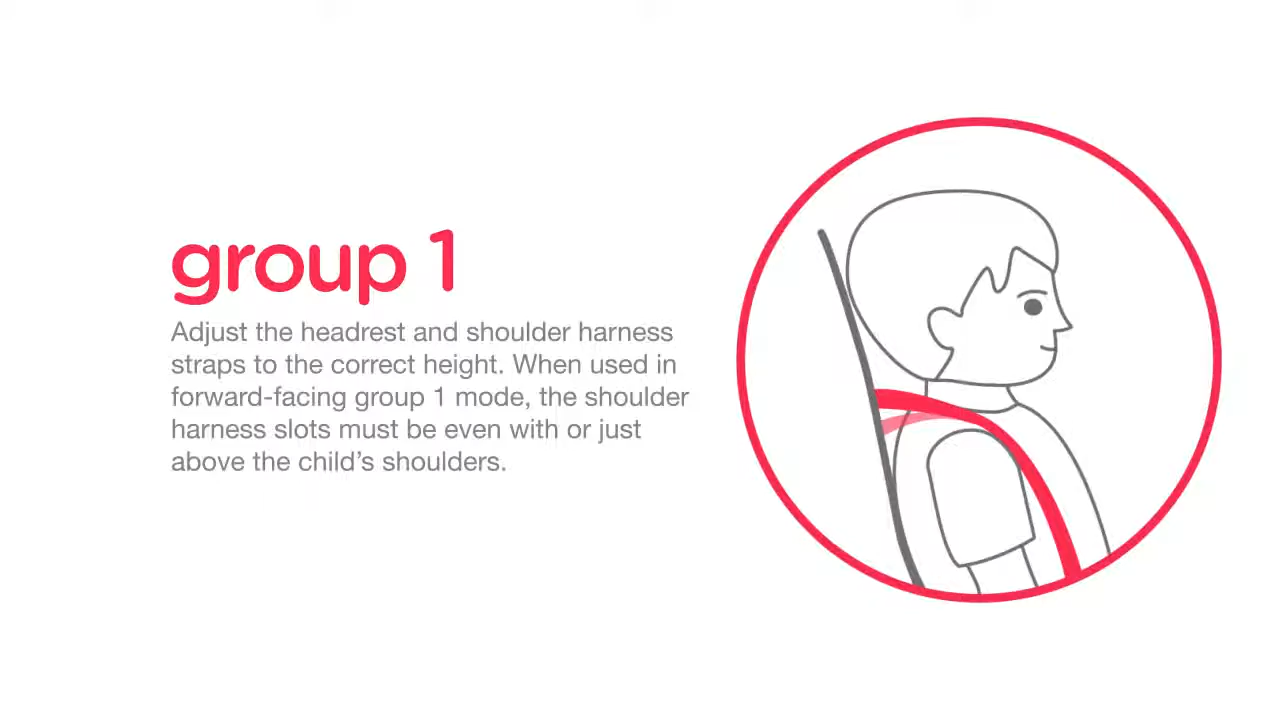 group 1
Adjust the headrest and shoulder harness
straps to the correct height. When used in
forward-facing group 1 mode, the shoulder
harness slots must be even with or just
above the child’s shoulders.